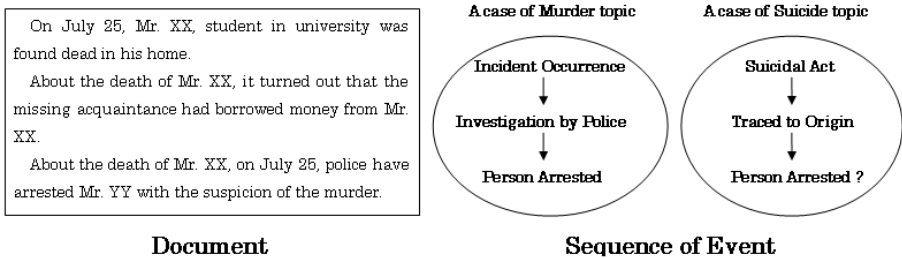 On July 25, Mr. XX, student in university was
found dead in his home.
About the death of Mr. XX, it turned out that the
missing acquaintance had borrowed money from Mr.
XX.
About the death of Mr. XX, on July 25, police have
arrested Mr. YY with the suspicion of the murder.
Document
A case of Murder topic
Incident Occurrence
Investigation by Police
Person Arrested
A case of Suicide topic
Suicidal Act
Traced to Origin
Person Arrested ?
Sequence of Event